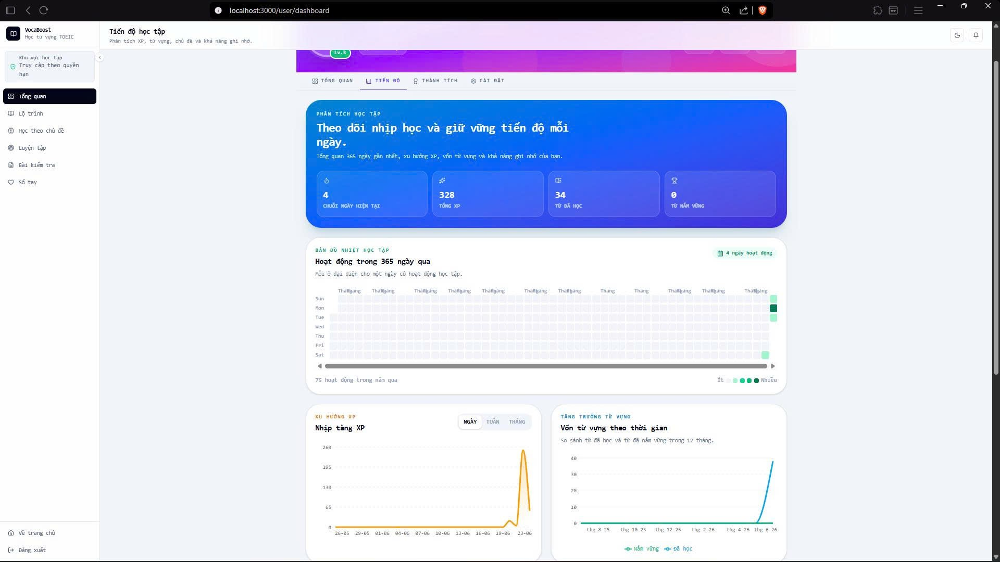 localhost:3000/user/dashboard
VocaBoost
Học từ vựng TOEIC
Tiến độ học tập
Phân tích XP, từ vựng, chủ đề và khả năng ghi nhớ.
Khu vực học tập
Truy cập theo quyền
hạn
Tổng quan
Lộ trình
Học theo chủ đề
Luyện tập
Bài kiểm tra
Sổ tay
Về trang chủ
Đăng xuất
Lv.3
TỔNG QUAN
TIẾN ĐỘ
THÀNH TÍCH
CÀI ĐẶT
PHÂN TÍCH HỌC TẬP
Theo dõi nhịp học và giữ vững tiến độ mỗi
ngày.
Tổng quan 365 ngày gần nhất, xu hướng XP, vốn từ vựng và khả năng ghi nhớ của bạn.
4
CHUỖI NGÀY HIỆN TẠI
328
TỔNG XP
34
TỪ ĐÃ HỌC
0
TỪ NẮM VỮNG
BẢN ĐỒ NHIỆT HỌC TẬP
Hoạt động trong 365 ngày qua
Mỗi ô đại diện cho một ngày có hoạt động học tập.
4 ngày hoạt động
Tháng Tháng
Sun
Mon
Tue
Wed
Thu
Fri
Sat
75 hoạt động trong năm qua
Ít
Nhiều
XU HƯỚNG XP
Nhịp tăng XP
NGÀY TUẦN THÁNG
260
195
130
65
0
26-05 29-05 01-06 04-06 07-06 10-06 13-06 16-06 19-06 23-06
TĂNG TRƯỞNG TỪ VỰNG
Vốn từ vựng theo thời gian
So sánh từ đã học và từ đã nắm vững trong 12 tháng.
40
30
20
10
0
thg 8 25 thg 10 25 thg 12 25 thg 2 26 thg 4 26 thg 6 26
Nắm vững Đã học